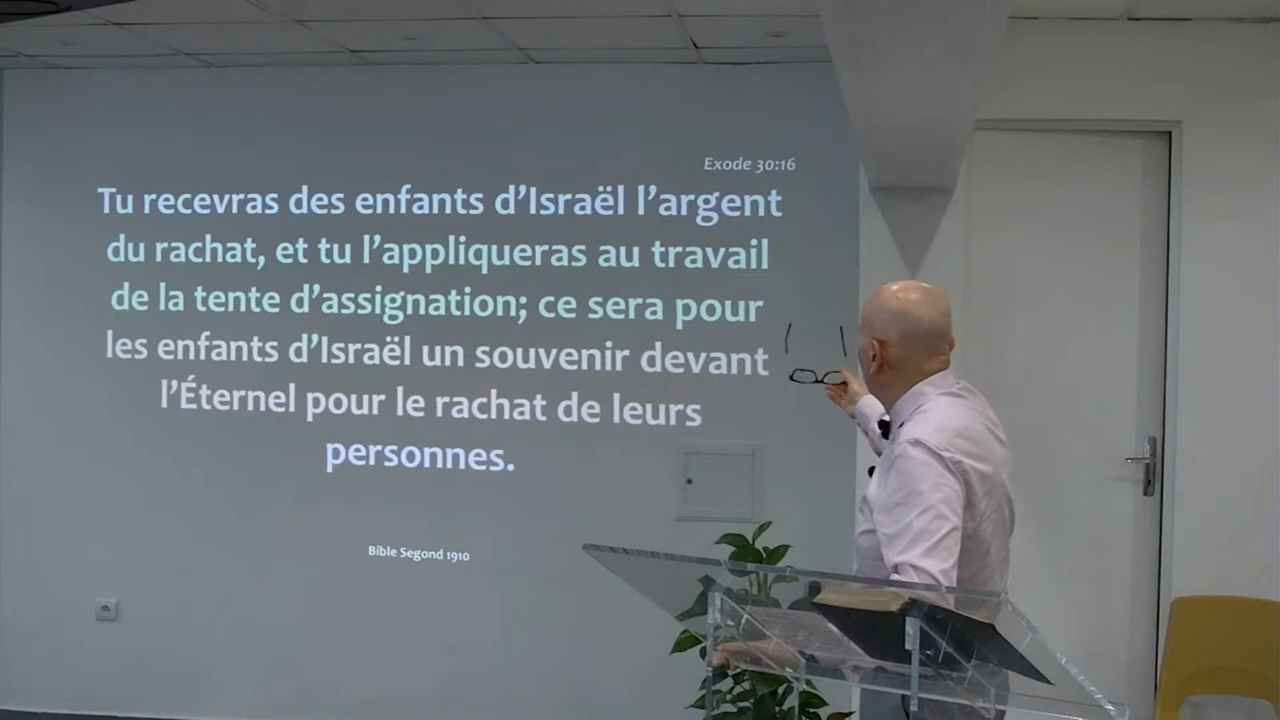 Exode 30:16
Tu recevras des enfants d’Israël l’argent
du rachat, et tu l’appliqueras au travail
de la tente d’assignation; ce sera pour
les enfants d’Israël un souvenir devant
l’Éternel pour le rachat de leurs
personnes.
Bible Segond 1910